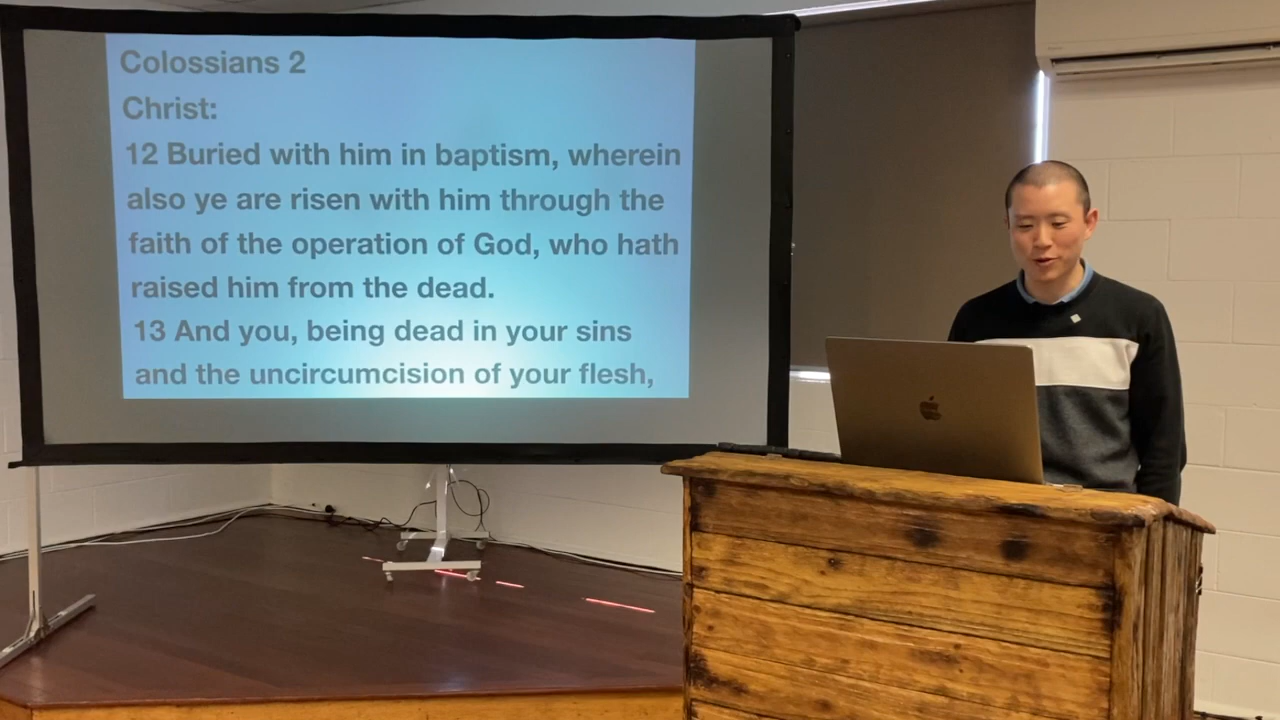 Colossians 2
Christ:
12 Buried with him in baptism, wherein
also ye are risen with him through the
faith of the operation of God, who hath
raised him from the dead.
13 And you, being dead in your sins
and the uncircumcision of your flesh,